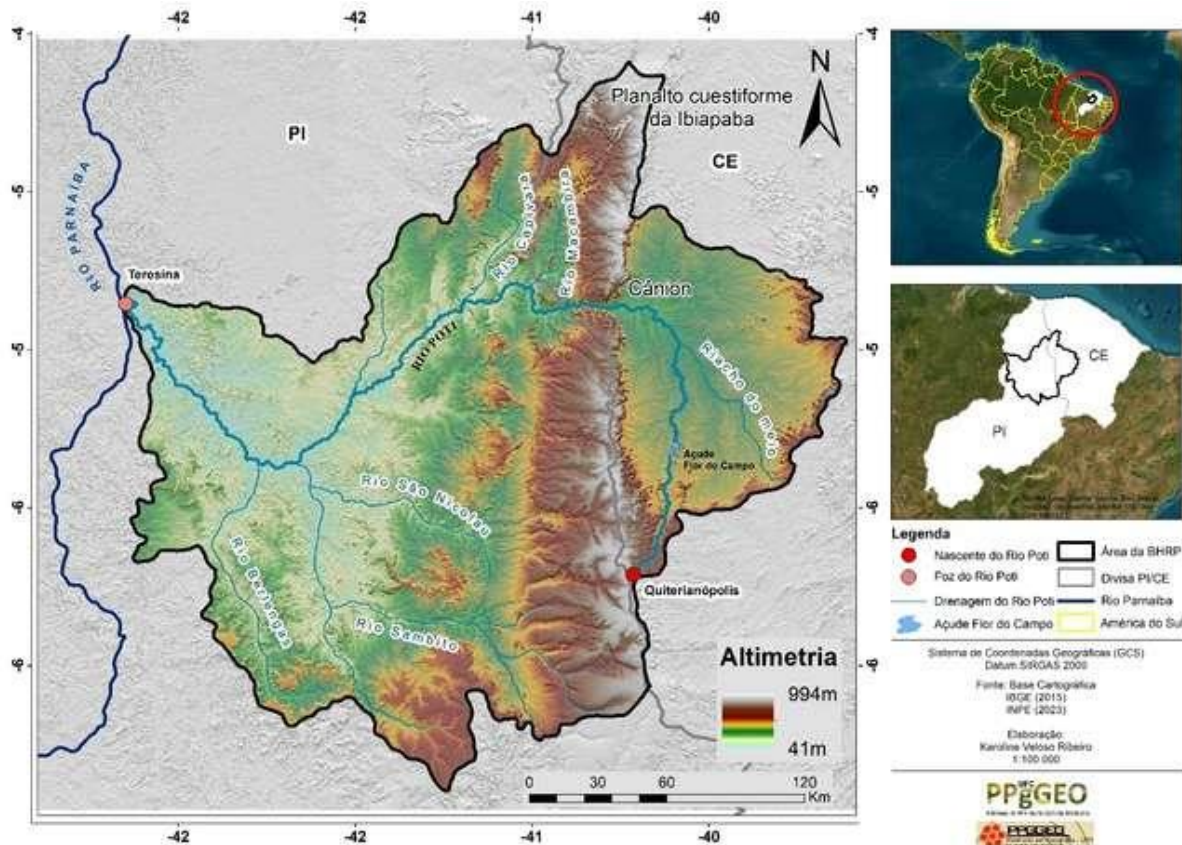 -42
-41
-40
-4
-4
N
Planalto cuestiforme
da Ibiapaba
PI
CE
RIO PARNAÍBA
-5
-5
Rio Macambira
Teresina
Cânion
RIO POTI
-5
-5
Riacho do meio
Açude
Flor do Campo
Rio São Nicolau
-6
-6
Rio Berlengas
Quiterianópolis
Rio Sambito
-6
-6
Altimetria
994m
41m
0 30 60 120
Km
-42
-41
-40
CE
PI
Legenda
Nascente do Rio Poti
Área da BHRP
Foz do Rio Poti
Divisa PI/CE
Drenagem do Rio Poti
Rio Parnaíba
Açude Flor do Campo
América do Sul
Sistema de Coordenadas Geográficas (GCS)
Datum SIRGAS 2000
Fonte: Base Cartográfica
IBGE (2015)
INPE (2023)
Elaboração:
Karoline Veloso Ribeiro
1:100 000
PPgGEO
PPGGEO